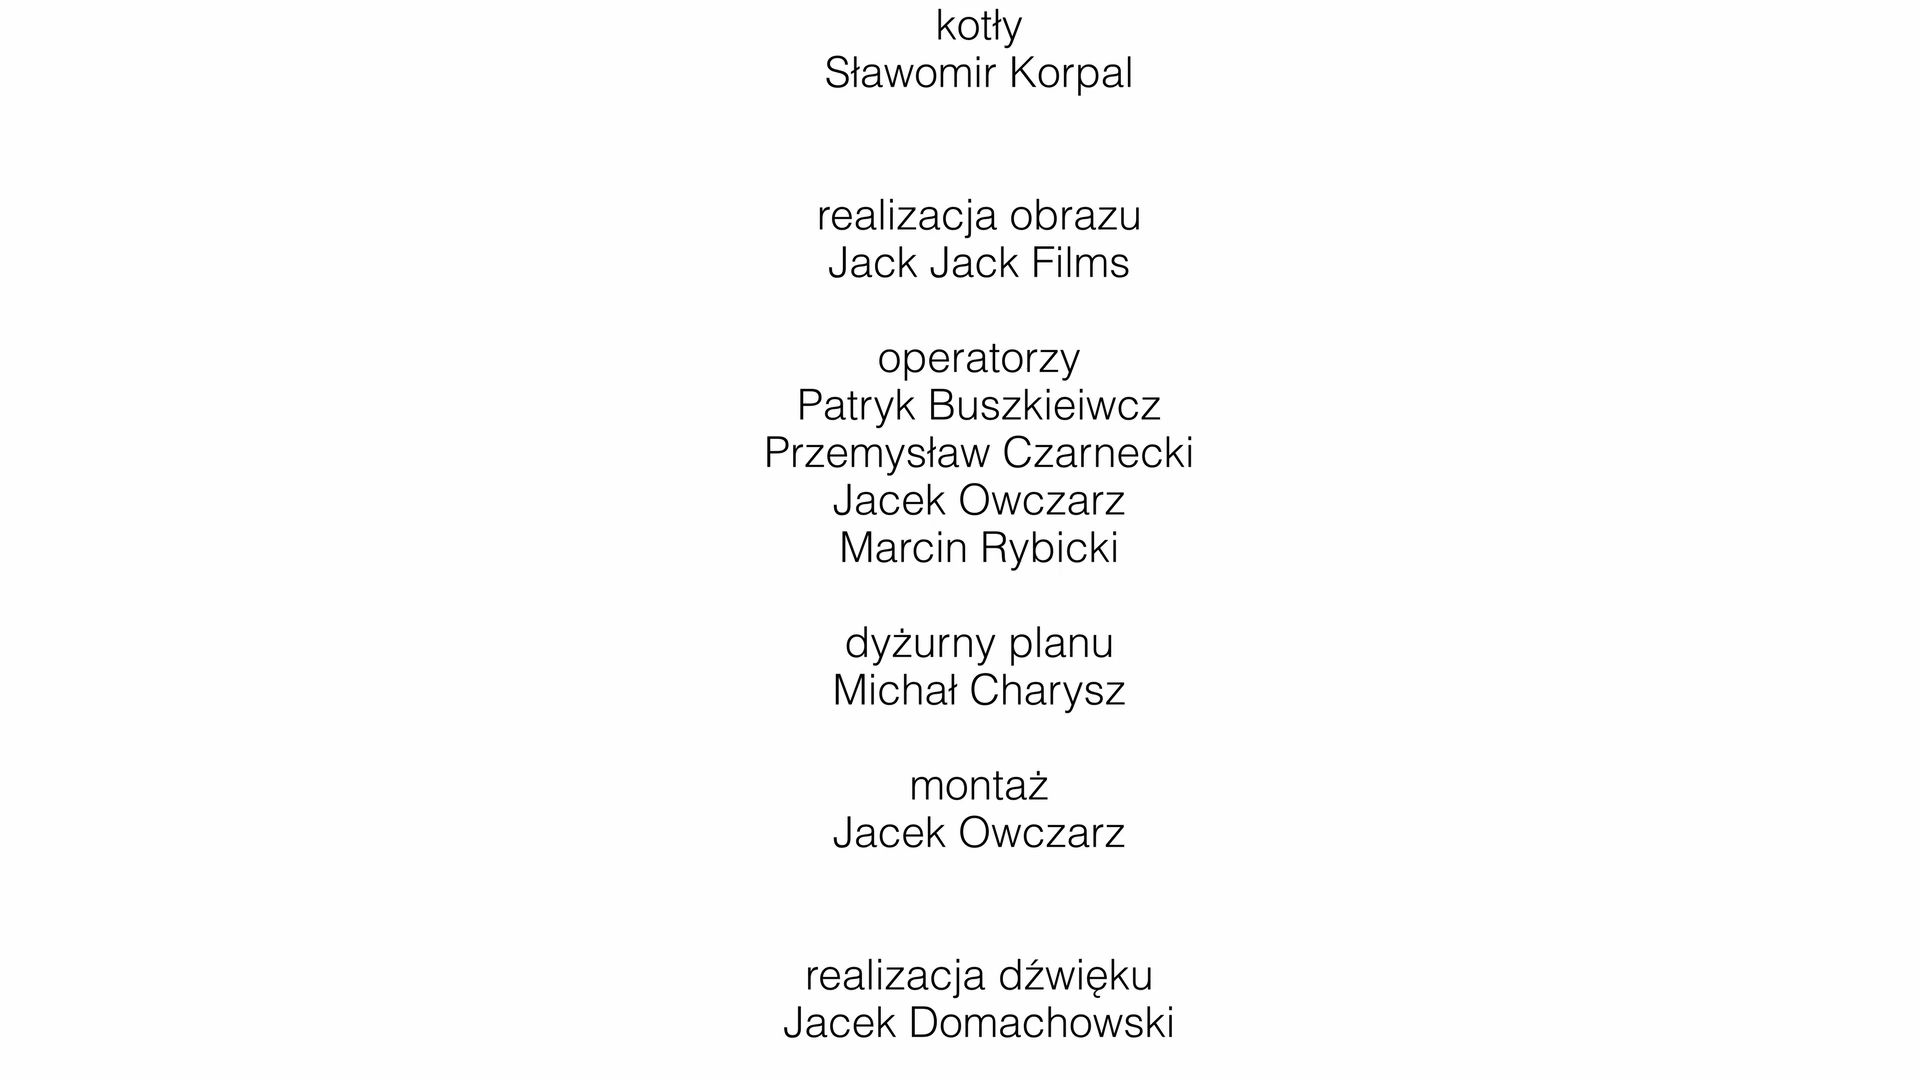 kotły
Sławomir Korpal
realizacja obrazu
Jack Jack Films
operatorzy
Patryk Buszkieiwcz
Przemysław Czarnecki
Jacek Owczarz
Marcin Rybicki
dyżurny planu
Michał Charysz
montaż
Jacek Owczarz
realizacja dźwięku
Jacek Domachowski